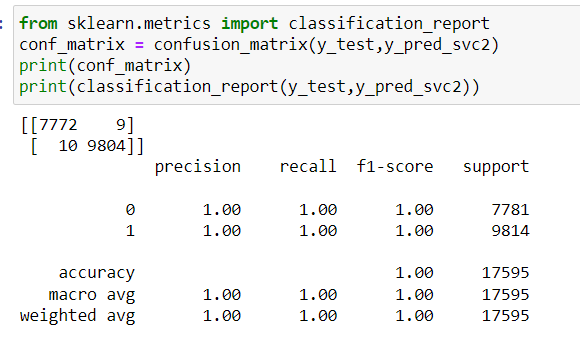 :
from sklearn.metrics import classification_report
conf_matrix = confusion_matrix(y_test,y_pred_svc2)
print(conf_matrix)
print(classification_report(y_test,y_pred_svc2))
[[7772    9]
 [  10 9804]]
              precision    recall  f1-score   support

           0       1.00      1.00      1.00      7781
           1       1.00      1.00      1.00      9814

    accuracy                           1.00     17595
   macro avg       1.00      1.00      1.00     17595
weighted avg       1.00      1.00      1.00     17595